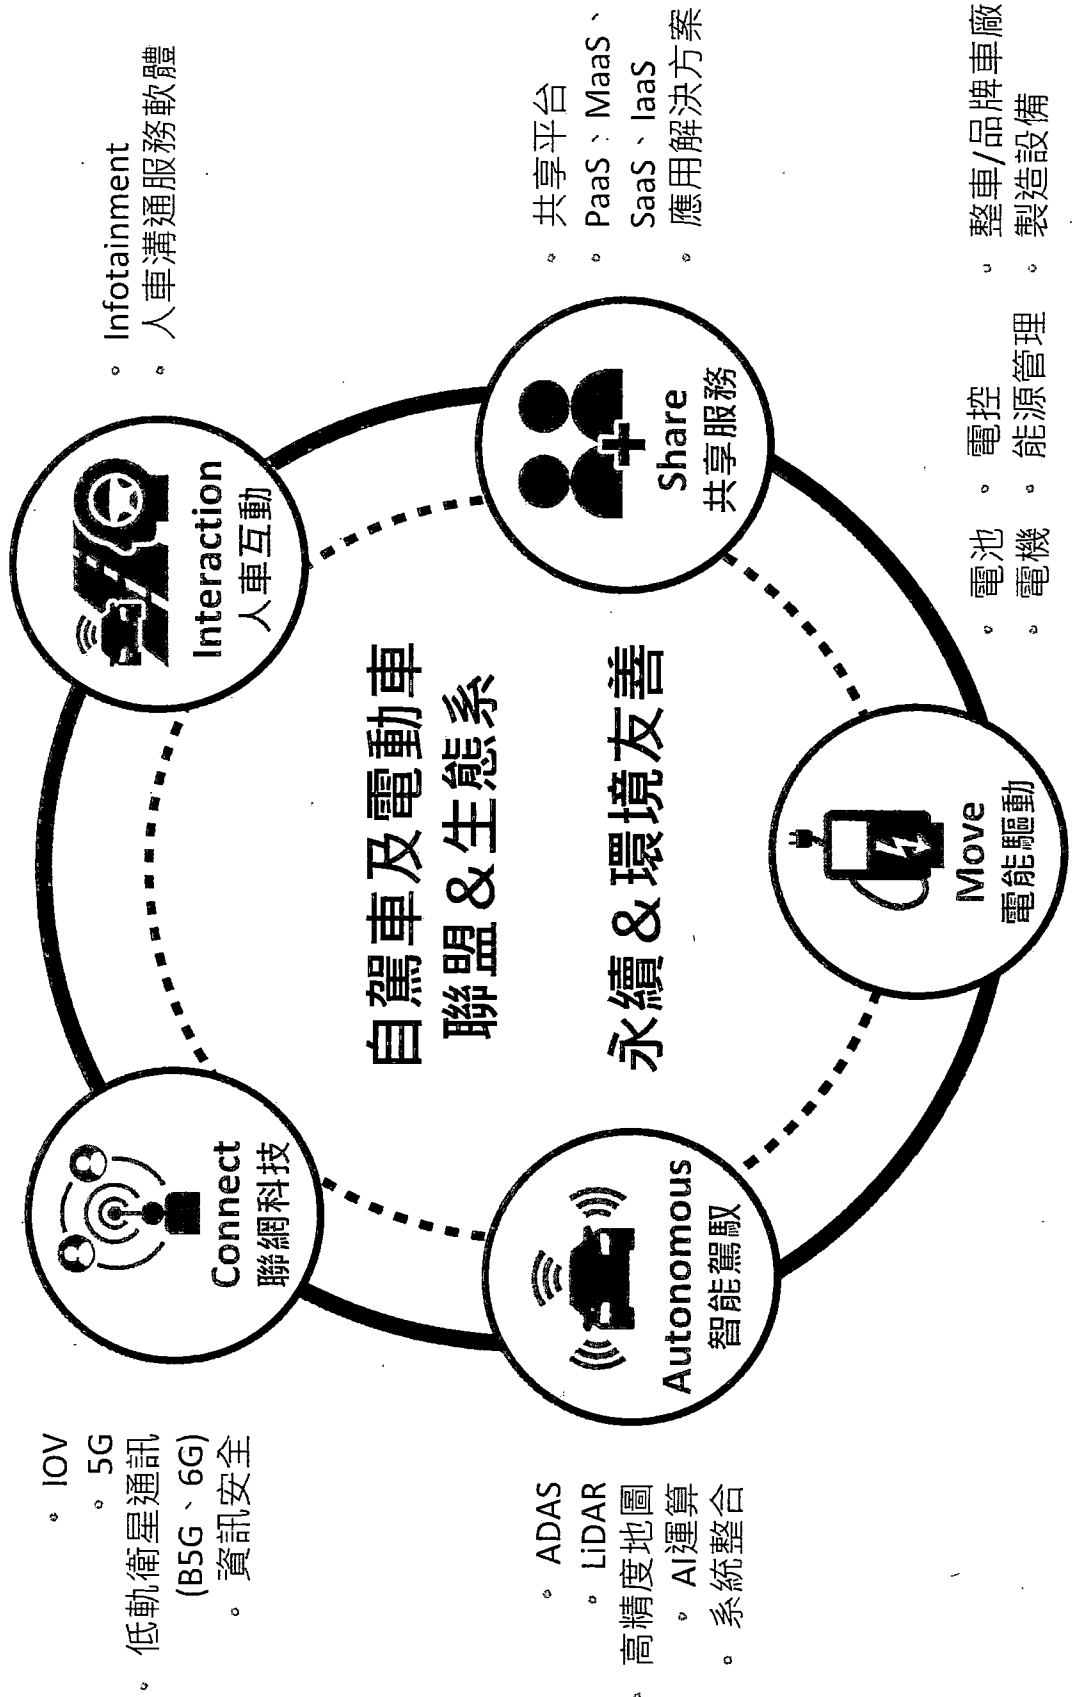 IOV
5G
低軌衛星通訊
(B5G、6G)
資訊安全
Connect
聯網科技
Interaction
人車互動
Infotainment
人車溝通服務軟體
自駕車及電動車
聯盟&生態系
永續&環境友善
ADAS
LiDAR
高精度地圖
AI運算
系統整合
Autonomous
智能駕馭
Share
共享服務
共享平台
PaaS、MaaS、
SaaS、IaaS
應用解決方案
Move
電能驅動
電池
電機
電控
能源管理
整車/品牌車廠
製造設備